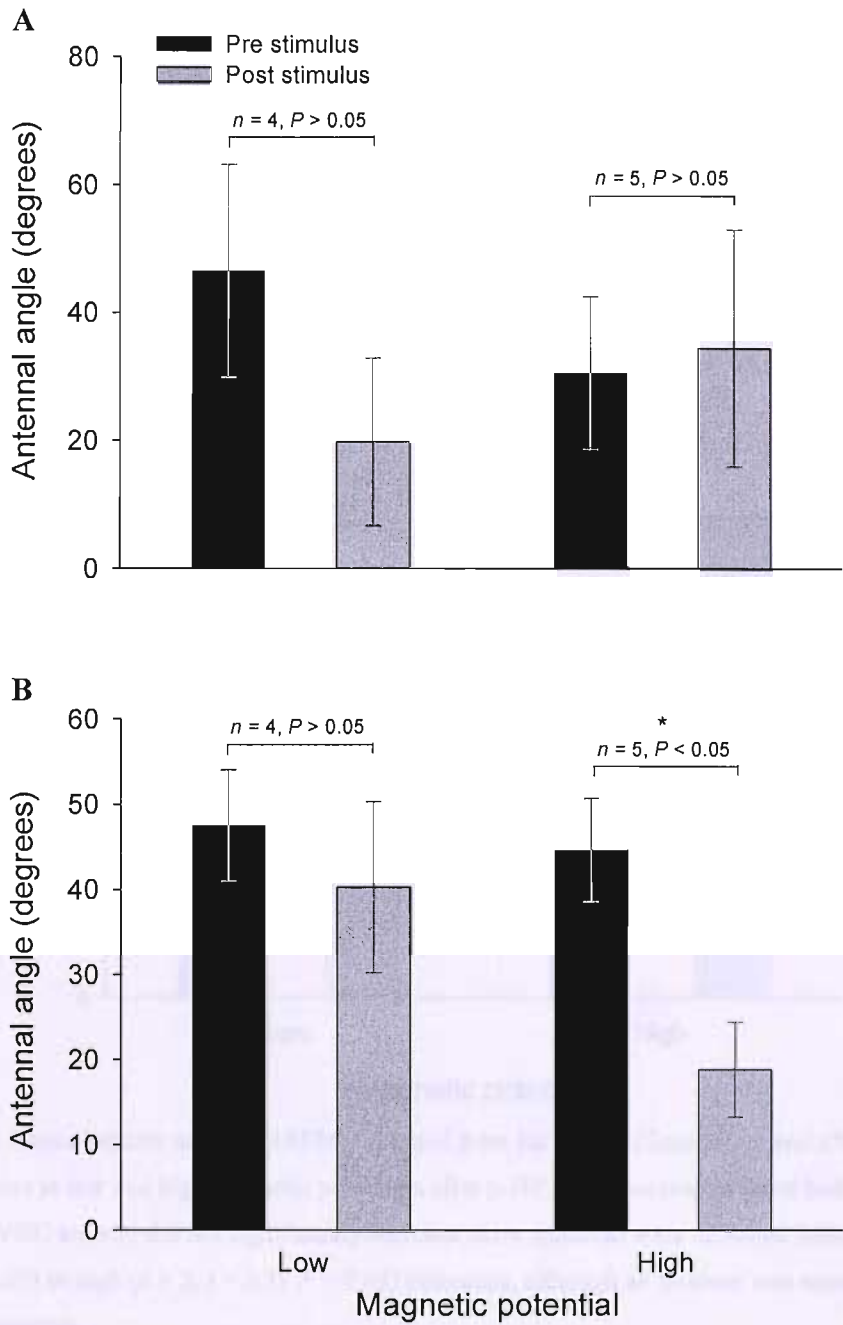 A
Pre stimulus
Post stimulus
80
60
40
20
0
Antennal angle (degrees)
n = 4, P > 0.05
n = 5, P > 0.05
B
60
50
40
30
20
10
0
Antennal angle (degrees)
n = 4, P > 0.05
*
n = 5, P < 0.05
Low
High
Magnetic potential